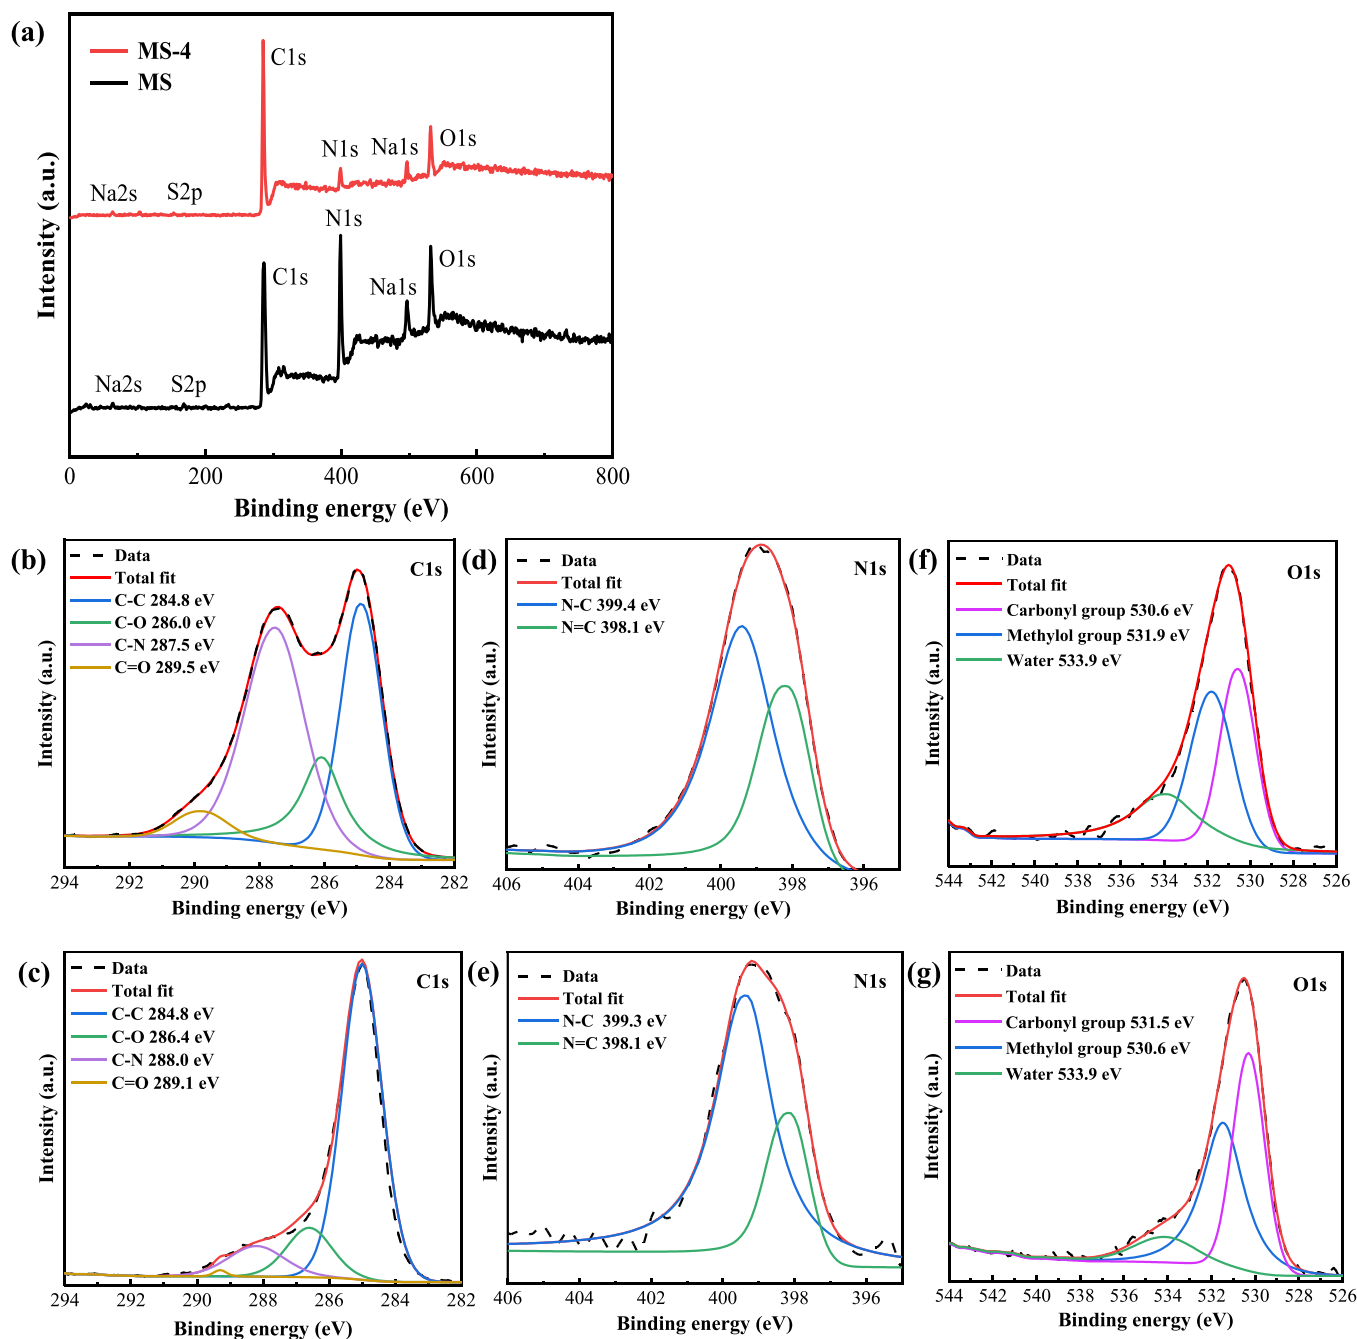 (a)
MS-4
MS
C1s
N1s
Na1s
O1s
Na2s
S2p
N1s
C1s
Na1s
O1s
Na2s
S2p
Intensity (a.u.)
0 200 400 600 800
Binding energy (eV)
(b)
Data
Total fit
C-C 284.8 eV
C-O 286.0 eV
C-N 287.5 eV
C=O 289.5 eV
C1s
Intensity (a.u.)
294 292 290 288 286 284 282
Binding energy (eV)
(d)
Data
Total fit
N-C 399.4 eV
N=C 398.1 eV
N1s
Intensity (a.u.)
406 404 402 400 398 396
Binding energy (eV)
(f)
Data
Total fit
Carbonyl group 530.6 eV
Methylol group 531.9 eV
Water 533.9 eV
O1s
Intensity (a.u.)
544 542 540 538 536 534 532 530 528 526
Binding energy (eV)
(c)
Data
Total fit
C-C 284.8 eV
C-O 286.4 eV
C-N 288.0 eV
C=O 289.1 eV
C1s
Intensity (a.u.)
294 292 290 288 286 284 282
Binding energy (eV)
(e)
Data
Total fit
N-C 399.3 eV
N=C 398.1 eV
N1s
Intensity (a.u.)
406 404 402 400 398 396
Binding energy (eV)
(g)
Data
Total fit
Carbonyl group 531.5 eV
Methylol group 530.6 eV
Water 533.9 eV
O1s
Intensity (a.u.)
544 542 540 538 536 534 532 530 528 526
Binding energy (eV)